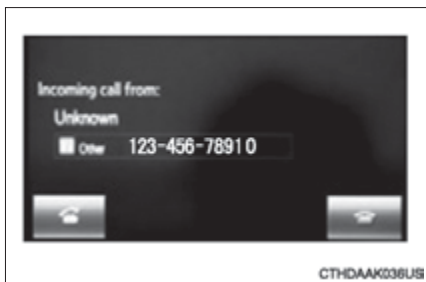 Incoming call from:
Unknown
Other 123-456-78910
CTHDAAK036US